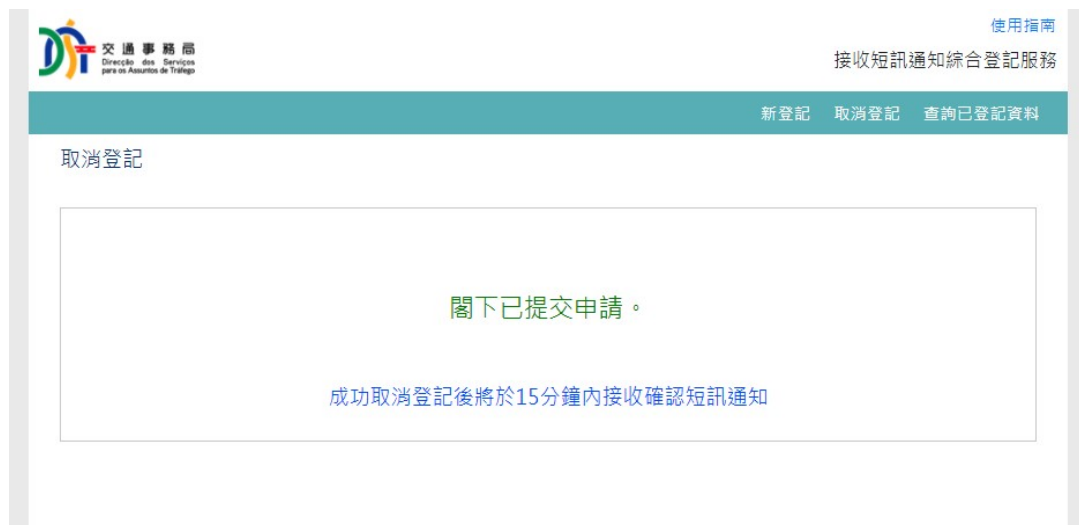 使用指南
交通事務局
Direcção dos Serviços
para os Assuntos de Tráfego
接收短訊通知綜合登記服務
新登記 取消登記 查詢已登記資料
取消登記
閣下已提交申請。
成功取消登記後將於15分鐘內接收確認短訊通知